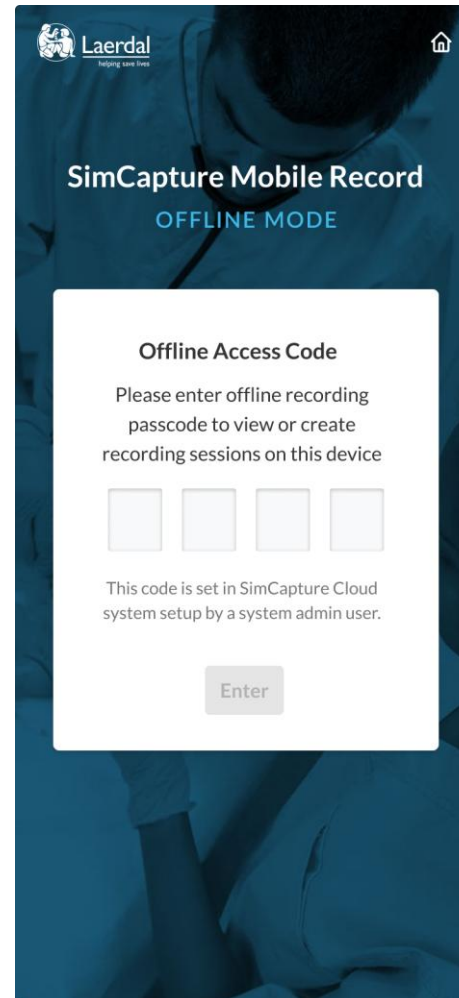 Laerdal
helping save lives
SimCapture Mobile Record
OFFLINE MODE
Offline Access Code
Please enter offline recording
passcode to view or create
recording sessions on this device
This code is set in SimCapture Cloud
system setup by a system admin user.
Enter